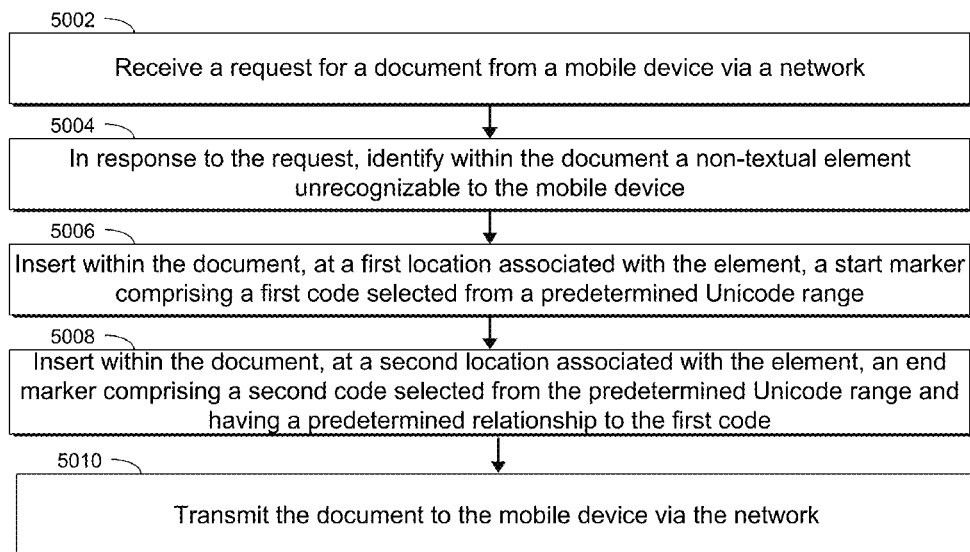 5002
Receive a request for a document from a mobile device via a network
5004
In response to the request, identify within the document a non-textual element
unrecognizable to the mobile device
5006
Insert within the document, at a first location associated with the element, a start marker
comprising a first code selected from a predetermined Unicode range
5008
Insert within the document, at a second location associated with the element, an end
marker comprising a second code selected from the predetermined Unicode range and
having a predetermined relationship to the first code
5010
Transmit the document to the mobile device via the network